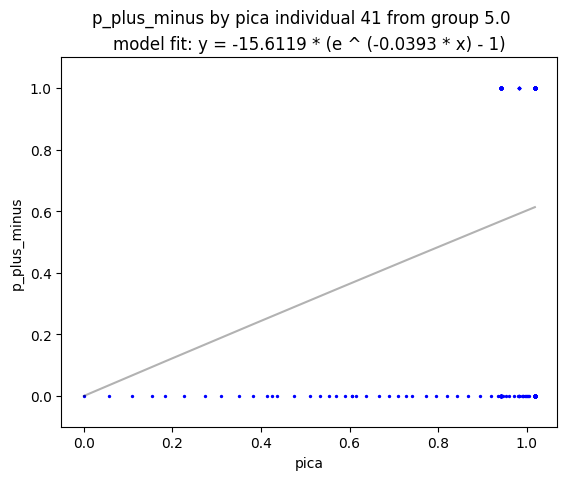 p_plus_minus by pica individual 41 from group 5.0
model fit: y = -15.6119 * (e ^ (-0.0393 * x) - 1)
1.0
0.8
0.6
0.4
0.2
0.0
p_plus_minus
0.0 0.2 0.4 0.6 0.8 1.0
pica